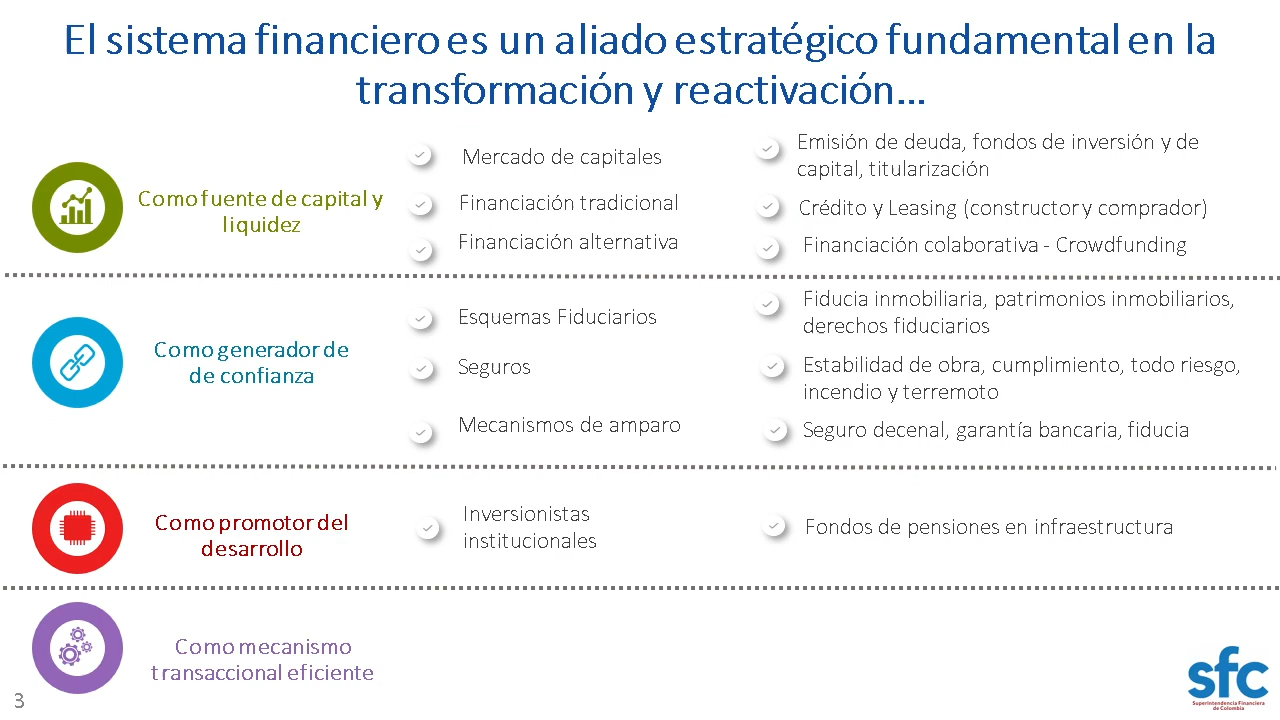 El sistema financiero es un aliado estratégico fundamental en la
transformación y reactivación...
Como fuente de capital y
liquidez
Mercado de capitales
Emisión de deuda, fondos de inversión y de
capital, titularización
Financiación tradicional
Crédito y Leasing (constructor y comprador)
Financiación alternativa
Financiación colaborativa - Crowdfunding
Como generador de
de confianza
Esquemas Fiduciarios
Fiducia inmobiliaria, patrimonios inmobiliarios,
derechos fiduciarios
Seguros
Estabilidad de obra, cumplimiento, todo riesgo,
incendio y terremoto
Mecanismos de amparo
Seguro decenal, garantía bancaria, fiducia
Como promotor del
desarrollo
Inversionistas
institucionales
Fondos de pensiones en infraestructura
Como mecanismo
transaccional eficiente
3
sfc
Superintendencia Financiera
de Colombia